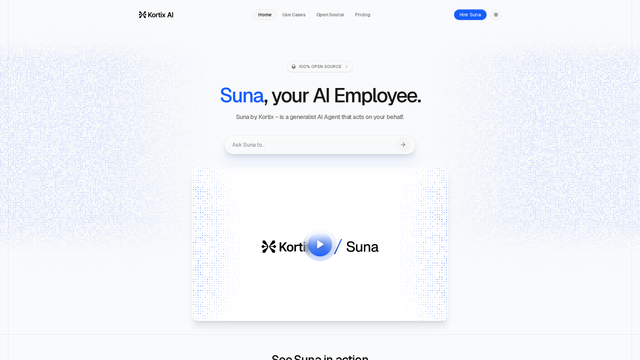 Kortix AI
Home Use Cases Open Source Pricing
Hire Suna
100% OPEN SOURCE
Suna, your AI Employee.
Suna by Kortix – is a generalist AI Agent that acts on your behalf.
Ask Suna to...
Korti / Suna
See Suna in action